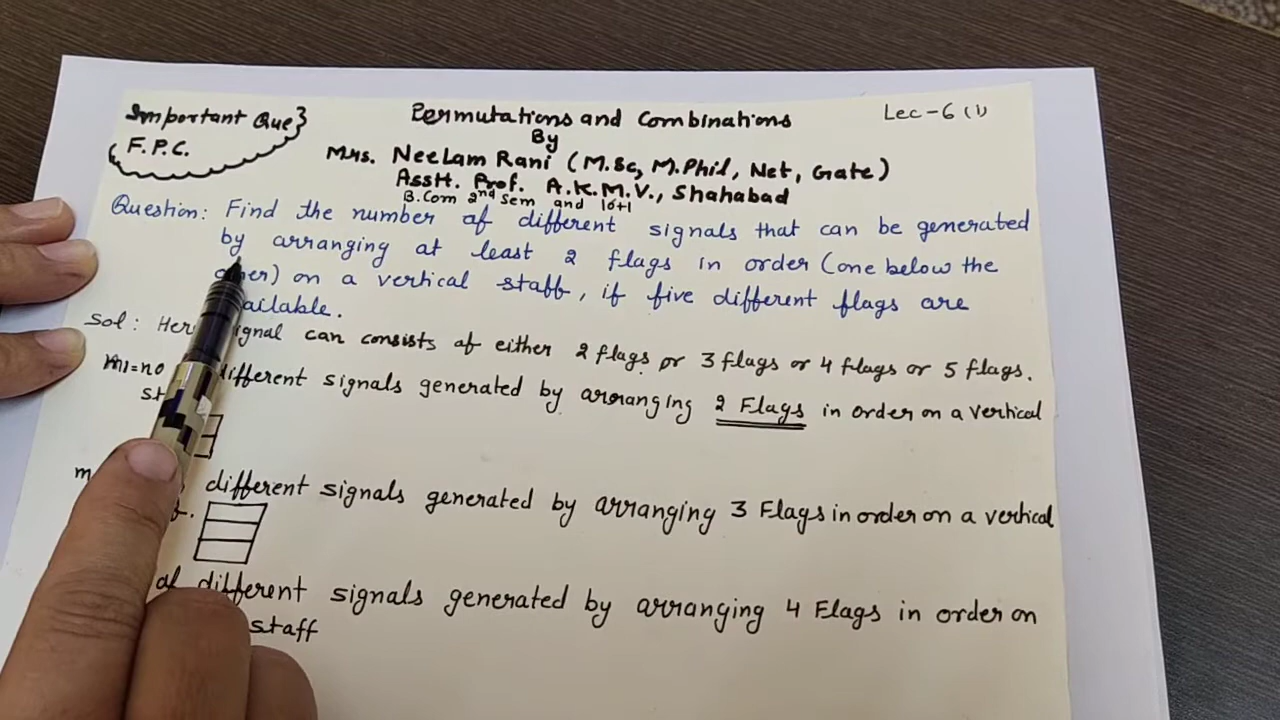 Important Que
F.P.C.
Permutations and Combinations
Lec-6 (1)
By
Mrs. Neelam Rani (M.Sc, M.Phil, Net, Gate)
Asstt. Prof. A.K.M.V., Shahabad
B.Com 2nd sem and 10+1
Question: Find the number of different signals that can be generated
by arranging at least 2 flags in order (one below the
on a vertical staff, if five different flags are
Sol: can consists of either 2 flags or 3 flags or 4 flags or 5 flags.
m1=no different signals generated by arranging 2 Flags in order on a vertical
different signals generated by arranging 3 Flags in order on a vertical
of different signals generated by arranging 4 Flags in order on
staff